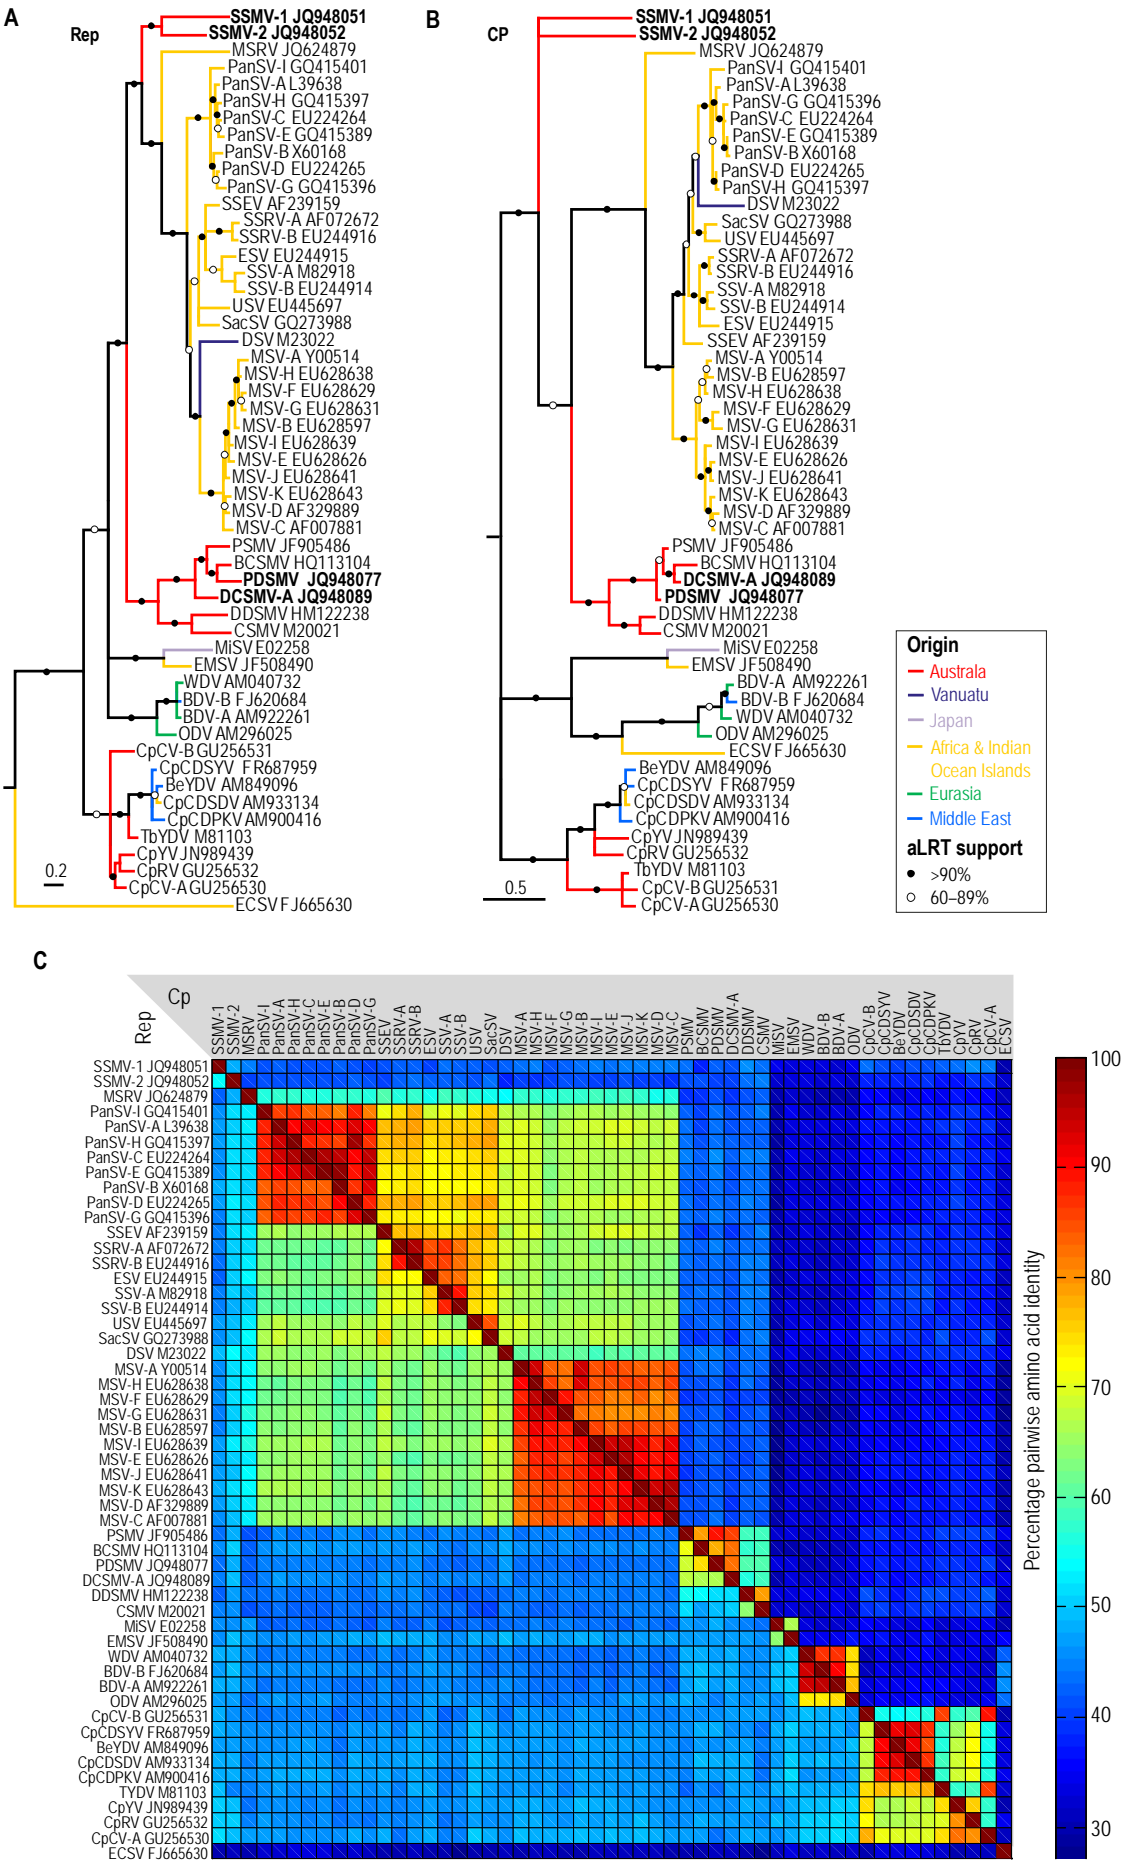 A
Rep
SSMV-1 JQ948051
SSMV-2 JQ948052
MSRV JQ624879
PanSV-I GQ415401
PanSV-A L39638
PanSV-H GQ415397
PanSV-C EU224264
PanSV-E GQ415389
PanSV-B X60168
PanSV-D EU224265
PanSV-G GQ415396
SSEV AF239159
SSRV-A AF072672
SSRV-B EU244916
ESV EU244915
SSV-A M82918
SSV-B EU244914
USV EU445697
SacSV GQ273988
DSV M23022
MSV-A Y00514
MSV-H EU628638
MSV-F EU628629
MSV-G EU628631
MSV-B EU628597
MSV-I EU628639
MSV-E EU628626
MSV-J EU628641
MSV-K EU628643
MSV-D AF329889
MSV-C AF007881
PSMV JF905486
BCSMV HQ113104
PDSMV JQ948077
DCSMV-A JQ948089
DDSMV HM122238
CSMV M20021
MiSV E02258
EMSV JF508490
WDV AM040732
BDV-B FJ620684
BDV-A AM922261
ODV AM296025
CpCV-B GU256531
CpCDSYV FR687959
BeYDV AM849096
CpCDSDV AM933134
CpCDPKV AM900416
TbYDV M81103
CpYV JN989439
CpRV GU256532
CpCV-A GU256530
ECSV FJ665630
0.2
B
CP
SSMV-1 JQ948051
SSMV-2 JQ948052
MSRV JQ624879
PanSV-I GQ415401
PanSV-A L39638
PanSV-G GQ415396
PanSV-C EU224264
PanSV-E GQ415389
PanSV-B X60168
PanSV-D EU224265
PanSV-H GQ415397
DSV M23022
SacSV GQ273988
USV EU445697
SSRV-A AF072672
SSRV-B EU244916
SSV-A M82918
SSV-B EU244914
ESV EU244915
SSEV AF239159
MSV-A Y00514
MSV-B EU628597
MSV-H EU628638
MSV-F EU628629
MSV-G EU628631
MSV-I EU628639
MSV-E EU628626
MSV-J EU628641
MSV-K EU628643
MSV-D AF329889
MSV-C AF007881
PSMV JF905486
BCSMV HQ113104
DCSMV-A JQ948089
PDSMV JQ948077
DDSMV HM122238
CSMV M20021
MiSV E02258
EMSV JF508490
BDV-A AM922261
BDV-B FJ620684
WDV AM040732
ODV AM296025
ECSV FJ665630
BeYDV AM849096
CpCDSYV FR687959
CpCDSDV AM933134
CpCDPKV AM900416
CpYV JN989439
CpRV GU256532
TbYDV M81103
CpCV-B GU256531
CpCV-A GU256530
0.5
Origin
Australa
Vanuatu
Japan
Africa & Indian
Ocean Islands
Eurasia
Middle East
aLRT support
>90%
60–89%
C
Cp
Rep
SSMV-1
SSMV-2
MSRV
PanSV-I
PanSV-A
PanSV-H
PanSV-C
PanSV-E
PanSV-B
PanSV-D
PanSV-G
SSEV
SSRV-A
SSRV-B
ESV
SSV-A
SSV-B
USV
SacSV
DSV
MSV-A
MSV-H
MSV-F
MSV-G
MSV-B
MSV-I
MSV-E
MSV-J
MSV-K
MSV-D
MSV-C
PSMV
BCSMV
PDSMV
DCSMV-A
DDSMV
CSMV
MiSV
EMSV
WDV
BDV-B
BDV-A
ODV
CpCV-B
CpCDSYV
BeYDV
CpCDSDV
CpCDPKV
TbYDV
CpYV
CpRV
CpCV-A
ECSV
SSMV-1 JQ948051
SSMV-2 JQ948052
MSRV JQ624879
PanSV-I GQ415401
PanSV-A L39638
PanSV-H GQ415397
PanSV-C EU224264
PanSV-E GQ415389
PanSV-B X60168
PanSV-D EU224265
PanSV-G GQ415396
SSEV AF239159
SSRV-A AF072672
SSRV-B EU244916
ESV EU244915
SSV-A M82918
SSV-B EU244914
USV EU445697
SacSV GQ273988
DSV M23022
MSV-A Y00514
MSV-H EU628638
MSV-F EU628629
MSV-G EU628631
MSV-B EU628597
MSV-I EU628639
MSV-E EU628626
MSV-J EU628641
MSV-K EU628643
MSV-D AF329889
MSV-C AF007881
PSMV JF905486
BCSMV HQ113104
PDSMV JQ948077
DCSMV-A JQ948089
DDSMV HM122238
CSMV M20021
MiSV E02258
EMSV JF508490
WDV AM040732
BDV-B FJ620684
BDV-A AM922261
ODV AM296025
CpCV-B GU256531
CpCDSYV FR687959
BeYDV AM849096
CpCDSDV AM933134
CpCDPKV AM900416
TYDV M81103
CpYV JN989439
CpRV GU256532
CpCV-A GU256530
ECSV FJ665630
100
90
80
70
60
50
40
30
Percentage pairwise amino acid identity